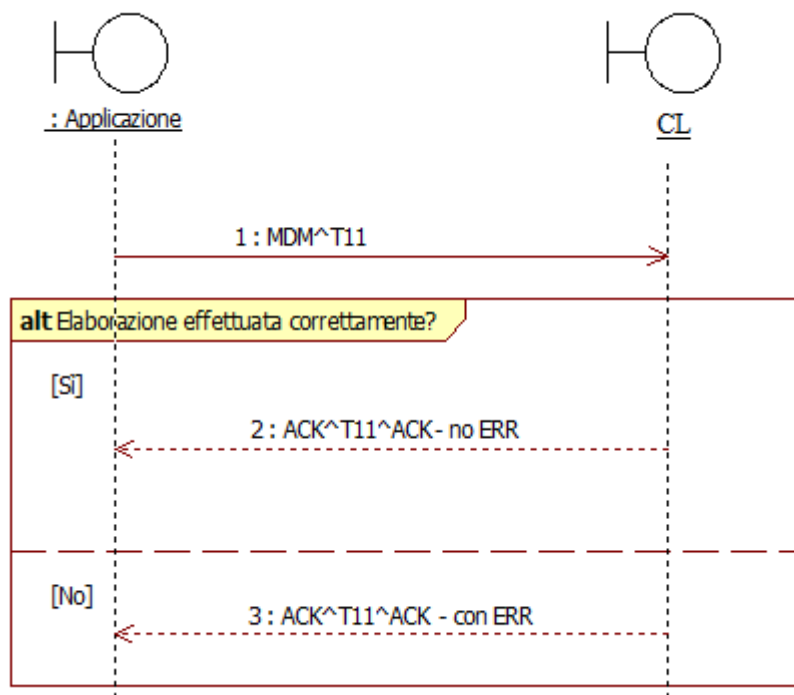 : Applicazione
CL
1 : MDM^T11
alt Elaborazione effettuata correttamente?
[Sì]
2 : ACK^T11^ACK - no ERR
[No]
3 : ACK^T11^ACK - con ERR